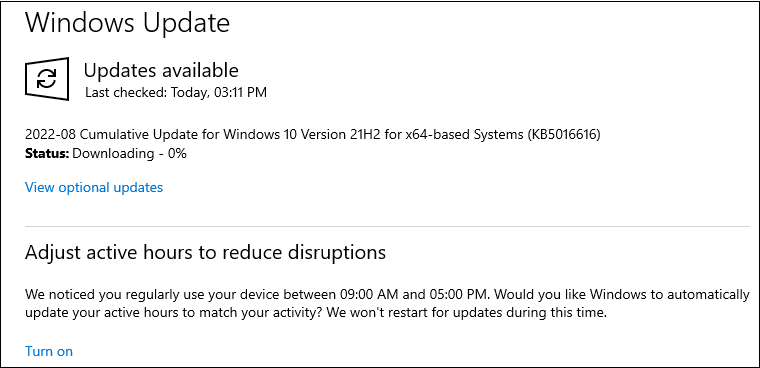 Windows Update
Updates available
Last checked: Today, 03:11 PM
2022-08 Cumulative Update for Windows 10 Version 21H2 for x64-based Systems (KB5016616)
Status: Downloading - 0%
View optional updates
Adjust active hours to reduce disruptions
We noticed you regularly use your device between 09:00 AM and 05:00 PM. Would you like Windows to automatically
update your active hours to match your activity? We won't restart for updates during this time.
Turn on